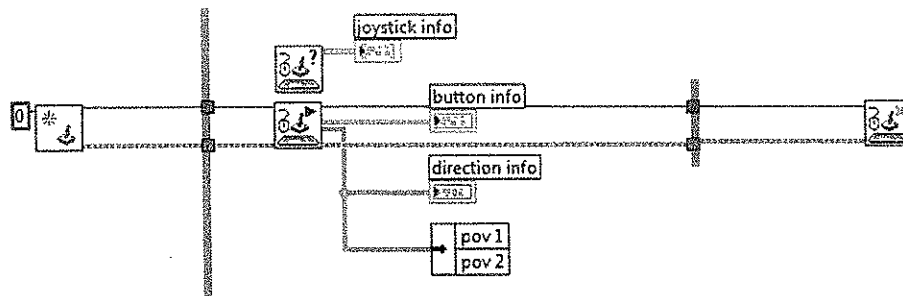 joystick info
?
0
button info
direction info
pov 1
pov 2